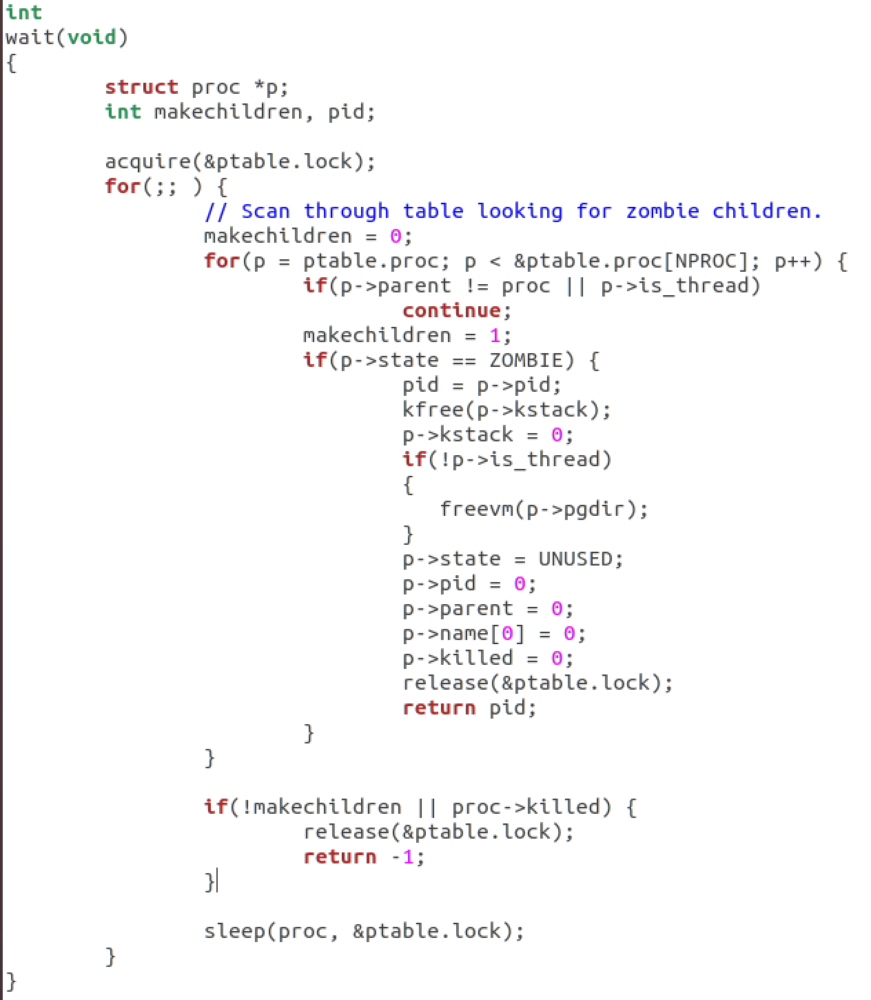 int
wait(void)
{
        struct proc *p;
        int makechildren, pid;

        acquire(&ptable.lock);
        for(;; ) {
                // Scan through table looking for zombie children.
                makechildren = 0;
                for(p = ptable.proc; p < &ptable.proc[NPROC]; p++) {
                        if(p->parent != proc || p->is_thread)
                                continue;
                        makechildren = 1;
                        if(p->state == ZOMBIE) {
                                pid = p->pid;
                                kfree(p->kstack);
                                p->kstack = 0;
                                if(!p->is_thread)
                                {
                                   freevm(p->pgdir);
                                }
                                p->state = UNUSED;
                                p->pid = 0;
                                p->parent = 0;
                                p->name[0] = 0;
                                p->killed = 0;
                                release(&ptable.lock);
                                return pid;
                        }
                }

                if(!makechildren || proc->killed) {
                        release(&ptable.lock);
                        return -1;
                }

                sleep(proc, &ptable.lock);
        }
}